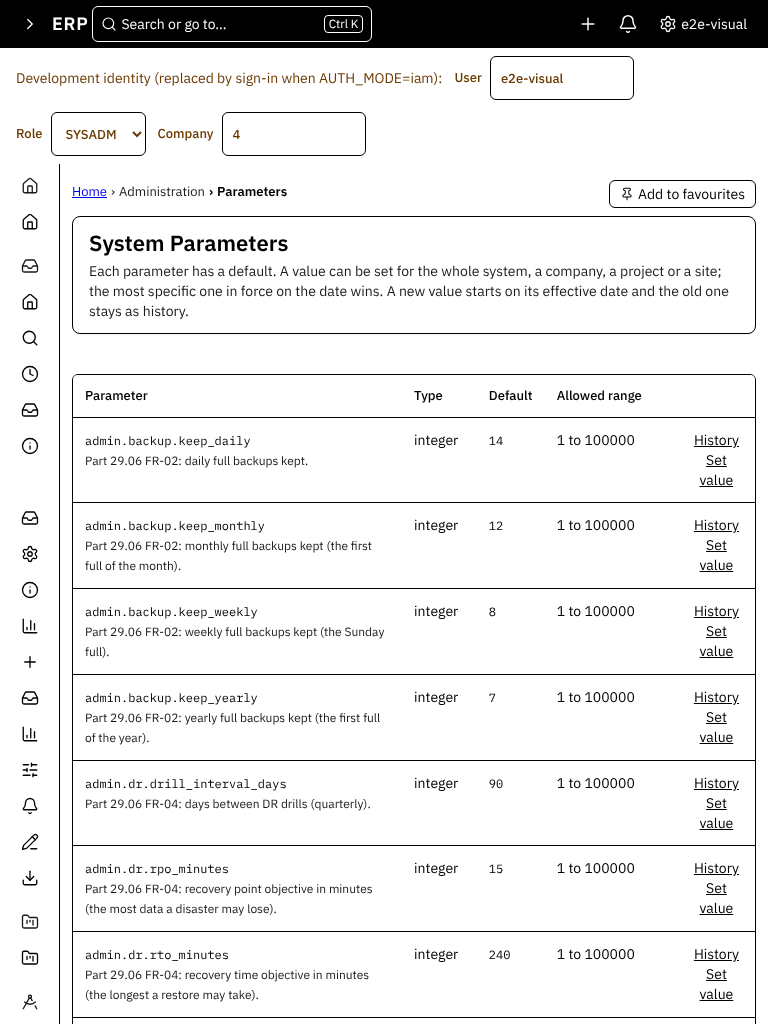 ERP Search or go to... Ctrl K e2e-visual
Development identity (replaced by sign-in when AUTH_MODE=iam): User e2e-visual
Role SYSADM Company 4
Home › Administration › Parameters Add to favourites
System Parameters
Each parameter has a default. A value can be set for the whole system, a company, a project or a site;
the most specific one in force on the date wins. A new value starts on its effective date and the old one
stays as history.
Parameter Type Default Allowed range
admin.backup.keep_daily integer 14 1 to 100000 History
Part 29.06 FR-02: daily full backups kept. Set
value
admin.backup.keep_monthly integer 12 1 to 100000 History
Part 29.06 FR-02: monthly full backups kept (the first Set
full of the month). value
admin.backup.keep_weekly integer 8 1 to 100000 History
Part 29.06 FR-02: weekly full backups kept (the Sunday Set
full). value
admin.backup.keep_yearly integer 7 1 to 100000 History
Part 29.06 FR-02: yearly full backups kept (the first full Set
of the year). value
admin.dr.drill_interval_days integer 90 1 to 100000 History
Part 29.06 FR-04: days between DR drills (quarterly). Set
value
admin.dr.rpo_minutes integer 15 1 to 100000 History
Part 29.06 FR-04: recovery point objective in minutes Set
(the most data a disaster may lose). value
admin.dr.rto_minutes integer 240 1 to 100000 History
Part 29.06 FR-04: recovery time objective in minutes Set
(the longest a restore may take). value